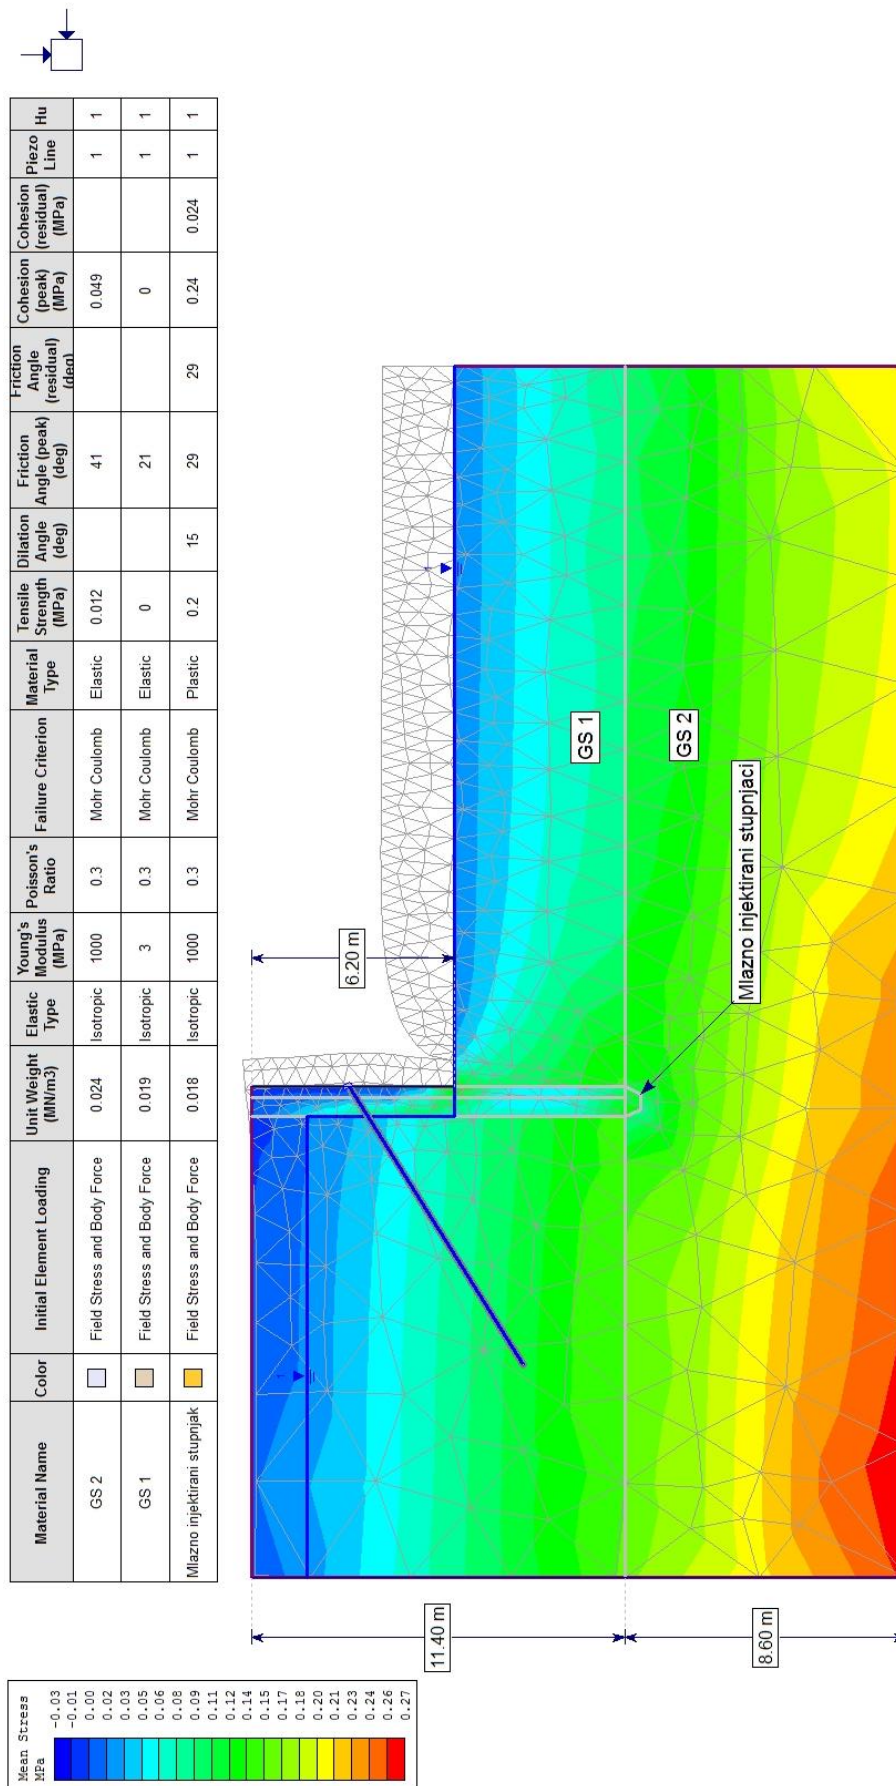 Material Name Color Initial Element Loading Unit Weight (MN/m3) Elastic Type Young's Modulus (MPa) Poisson's Ratio Failure Criterion Material Type Tensile Strength (MPa) Dilation Angle (deg) Friction Angle (peak) (deg) Friction Angle (residual) (deg) Cohesion (peak) (MPa) Cohesion (residual) (MPa) Piezo Line Hu
GS 2 Field Stress and Body Force 0.024 Isotropic 1000 0.3 Mohr Coulomb Elastic 0.012 41 0.049 1 1
GS 1 Field Stress and Body Force 0.019 Isotropic 3 0.3 Mohr Coulomb Elastic 0 21 0 1 1
Mlazno injektirani stupnjak Field Stress and Body Force 0.018 Isotropic 1000 0.3 Mohr Coulomb Plastic 0.2 15 29 29 0.24 0.024 1 1
Mean Stress
MPa
-0.03
-0.01
0.00
0.02
0.03
0.05
0.06
0.08
0.09
0.11
0.12
0.14
0.15
0.17
0.18
0.20
0.21
0.23
0.24
0.26
0.27
11.40 m
8.60 m
6.20 m
1
1
GS 1
GS 2
Mlazno injektirani stupnjaci